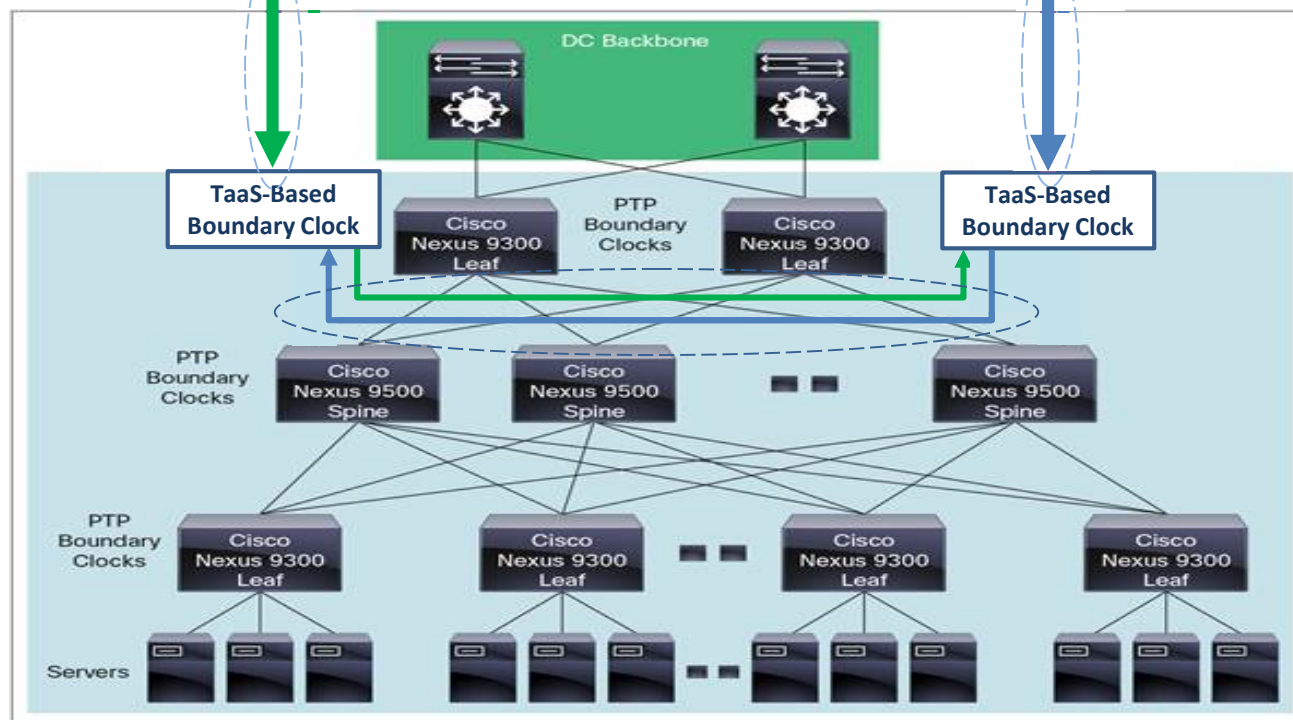 DC Backbone
TaaS-Based
Boundary Clock
Cisco
Nexus 9300
Leaf
PTP
Boundary
Clocks
Cisco
Nexus 9300
Leaf
TaaS-Based
Boundary Clock
PTP
Boundary
Clocks
Cisco
Nexus 9500
Spine
Cisco
Nexus 9500
Spine
Cisco
Nexus 9500
Spine
PTP
Boundary
Clocks
Cisco
Nexus 9300
Leaf
Cisco
Nexus 9300
Leaf
Cisco
Nexus 9300
Leaf
Cisco
Nexus 9300
Leaf
Servers